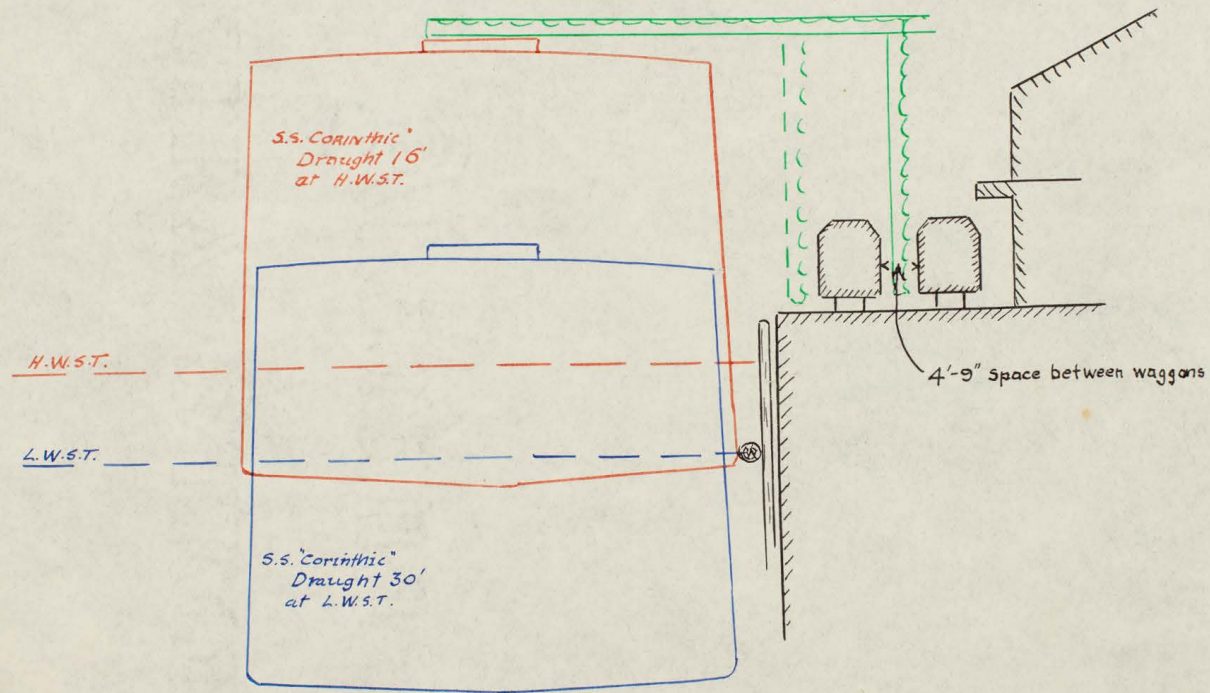 S.S. CORINTHIC"
Draught 16'
at H.W.S.T.
H.W.S.T.
4'-9" Space between waggons
L.W.S.T.
S.S. "Corinthic"
Draught 30'
at L.W.S.T.